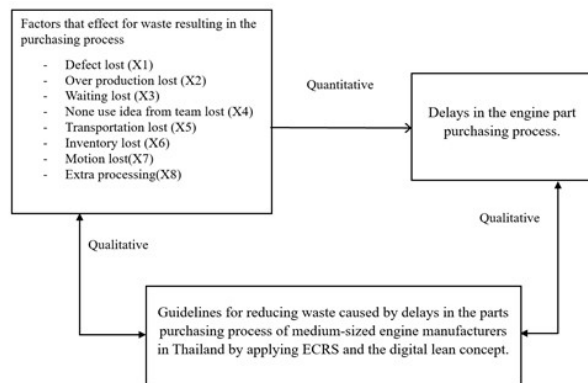 Factors that effect for waste resulting in the
purchasing process
- Defect lost (X1)
- Over production lost (X2)
- Waiting lost (X3)
- None use idea from team lost (X4)
- Transportation lost (X5)
- Inventory lost (X6)
- Motion lost(X7)
- Extra processing(X8)
Quantitative
Delays in the engine part
purchasing process.
Qualitative
Qualitative
Guidelines for reducing waste caused by delays in the parts
purchasing process of medium-sized engine manufacturers
in Thailand by applying ECRS and the digital lean concept.